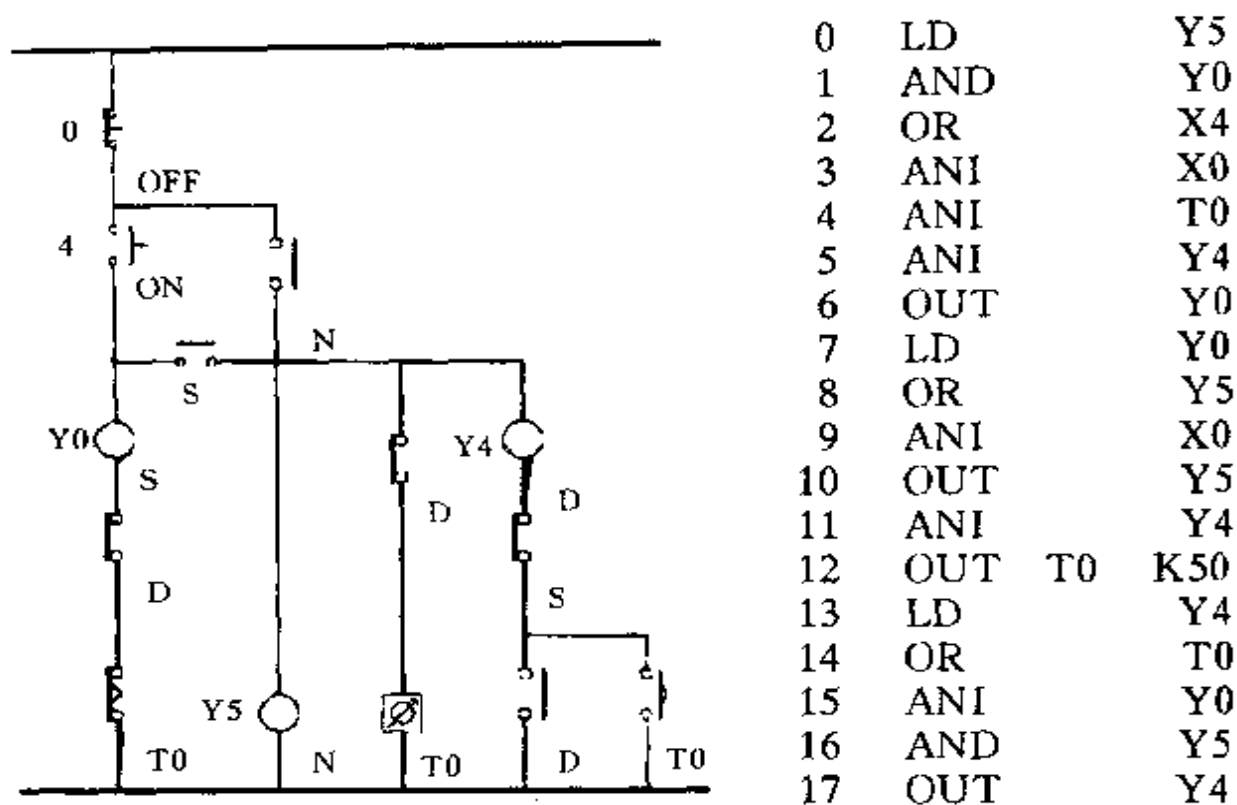 0
OFF
4
ON
N
S
Y0
Y4
S
D
D
D
S
Y5
T0
N
T0
D
T0
0 LD Y5
1 AND Y0
2 OR X4
3 ANI X0
4 ANI T0
5 ANI Y4
6 OUT Y0
7 LD Y0
8 OR Y5
9 ANI X0
10 OUT Y5
11 ANI Y4
12 OUT T0 K50
13 LD Y4
14 OR T0
15 ANI Y0
16 AND Y5
17 OUT Y4